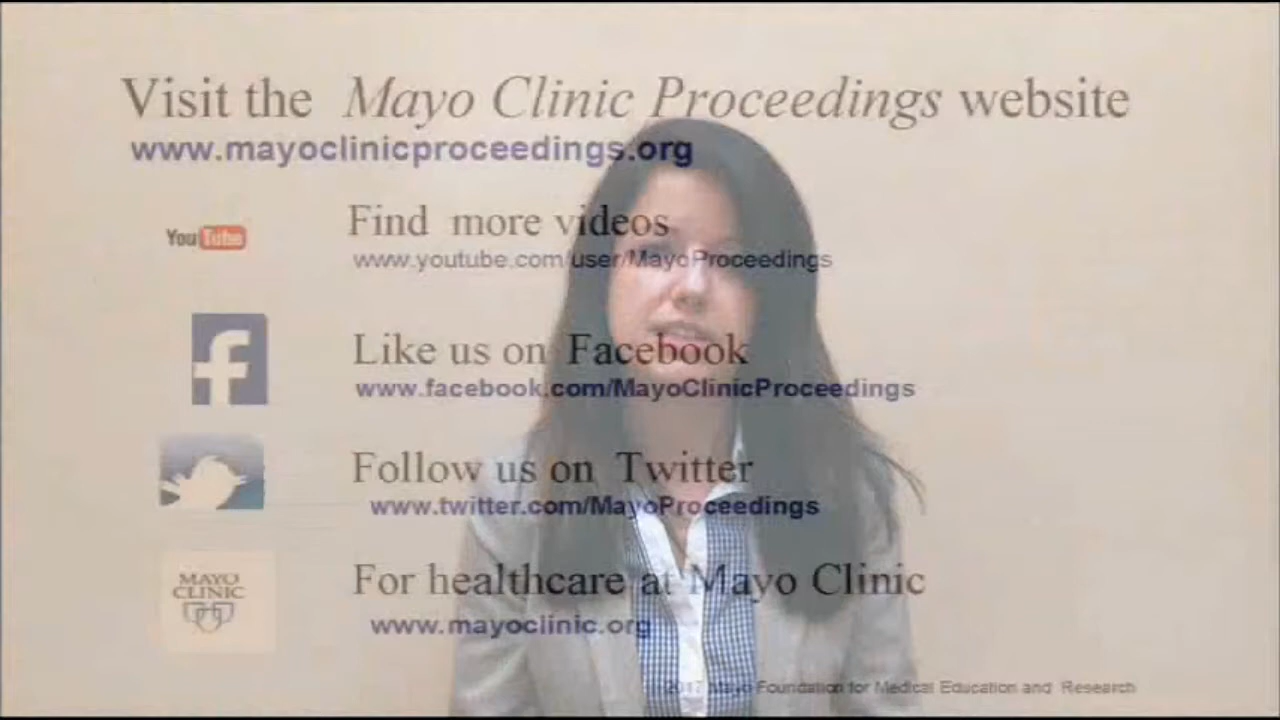 Visit the Mayo Clinic Proceedings website
www.mayoclinicproceedings.org
YouTube
Find more videos
www.youtube.com/user/MayoProceedings
f
Like us on Facebook
www.facebook.com/MayoClinicProceedings
Follow us on Twitter
www.twitter.com/MayoProceedings
MAYO
CLINIC
For healthcare at Mayo Clinic
www.mayoclinic.org
2017 Mayo Foundation for Medical Education and Research